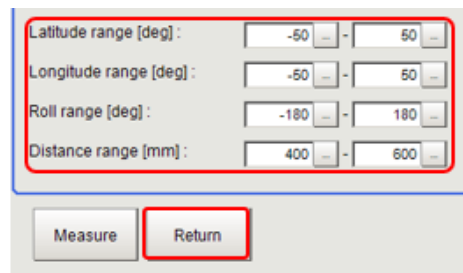 Latitude range [deg] : -50 ... - 50 ...
Longitude range [deg] : -50 ... - 50 ...
Roll range [deg] : -180 ... - 180 ...
Distance range [mm] : 400 ... - 600 ...
Measure Return